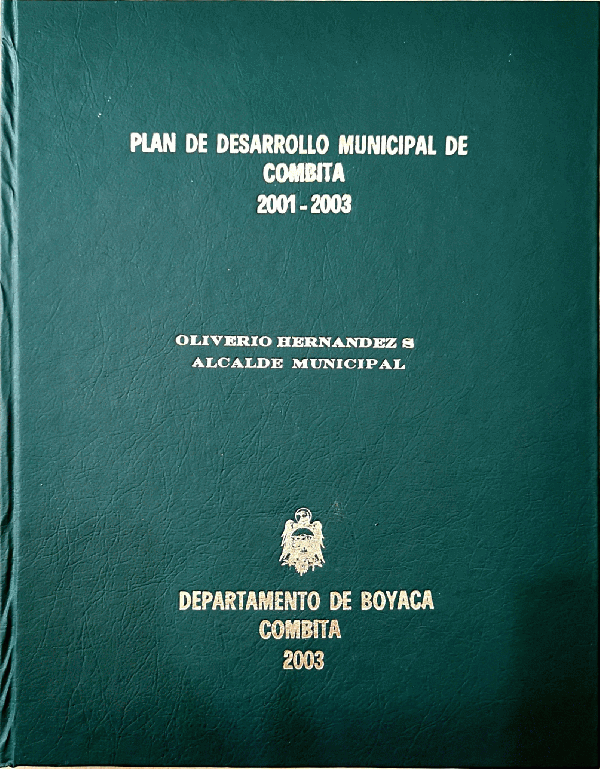 PLAN DE DESARROLLO MUNICIPAL DE
COMBITA
2001-2003
OLIVERIO HERNANDEZ S
ALCALDE MUNICIPAL
DEPARTAMENTO DE BOYACA
COMBITA
2003